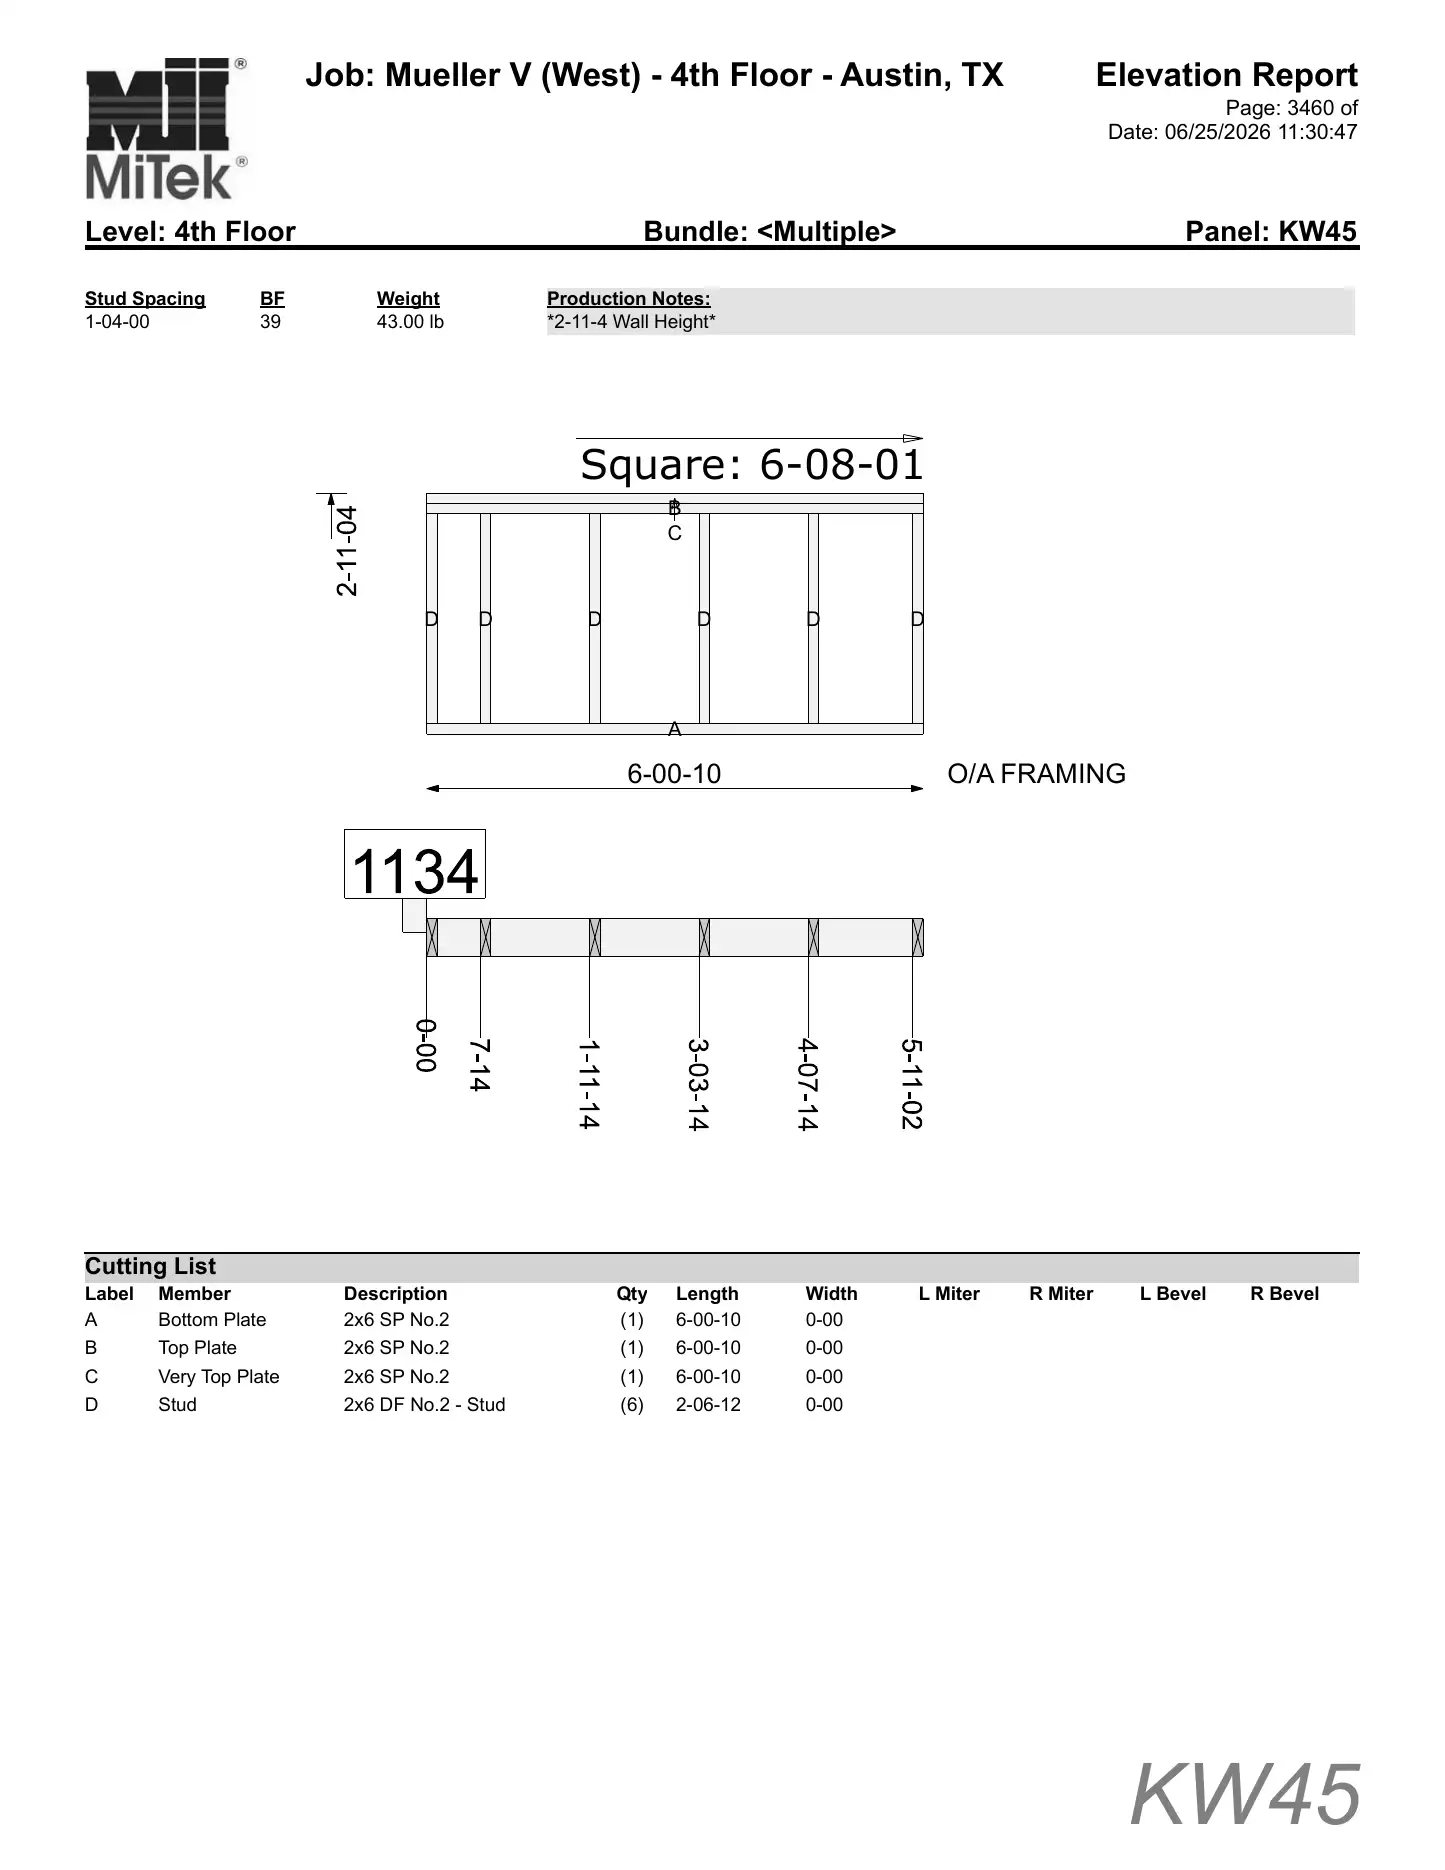 MiTek®
®
Job: Mueller V (West) - 4th Floor - Austin, TX
Elevation Report
Page: 3460 of
Date: 06/25/2026 11:30:47
Level: 4th Floor Bundle: <Multiple> Panel: KW45
Stud Spacing BF Weight Production Notes:
1-04-00 39 43.00 lb *2-11-4 Wall Height*
Square: 6-08-01
2-11-04
B
C
D D D D D D
A
6-00-10 O/A FRAMING
1134
0-00 7-14 1-11-14 3-03-14 4-07-14 5-11-02
Cutting List
Label Member Description Qty Length Width L Miter R Miter L Bevel R Bevel
A Bottom Plate 2x6 SP No.2 (1) 6-00-10 0-00
B Top Plate 2x6 SP No.2 (1) 6-00-10 0-00
C Very Top Plate 2x6 SP No.2 (1) 6-00-10 0-00
D Stud 2x6 DF No.2 - Stud (6) 2-06-12 0-00
KW45